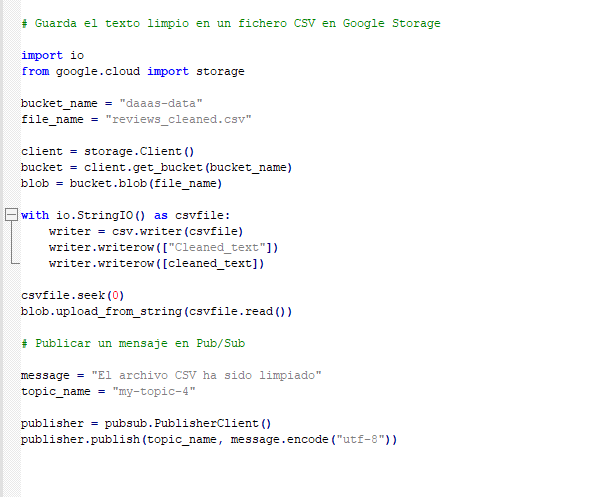 # Guarda el texto limpio en un fichero CSV en Google Storage
import io
from google.cloud import storage
bucket_name = "daaas-data"
file_name = "reviews_cleaned.csv"
client = storage.Client()
bucket = client.get_bucket(bucket_name)
blob = bucket.blob(file_name)
with io.StringIO() as csvfile:
    writer = csv.writer(csvfile)
    writer.writerow(["Cleaned_text"])
    writer.writerow([cleaned_text])
csvfile.seek(0)
blob.upload_from_string(csvfile.read())
# Publicar un mensaje en Pub/Sub
message = "El archivo CSV ha sido limpiado"
topic_name = "my-topic-4"
publisher = pubsub.PublisherClient()
publisher.publish(topic_name, message.encode("utf-8"))